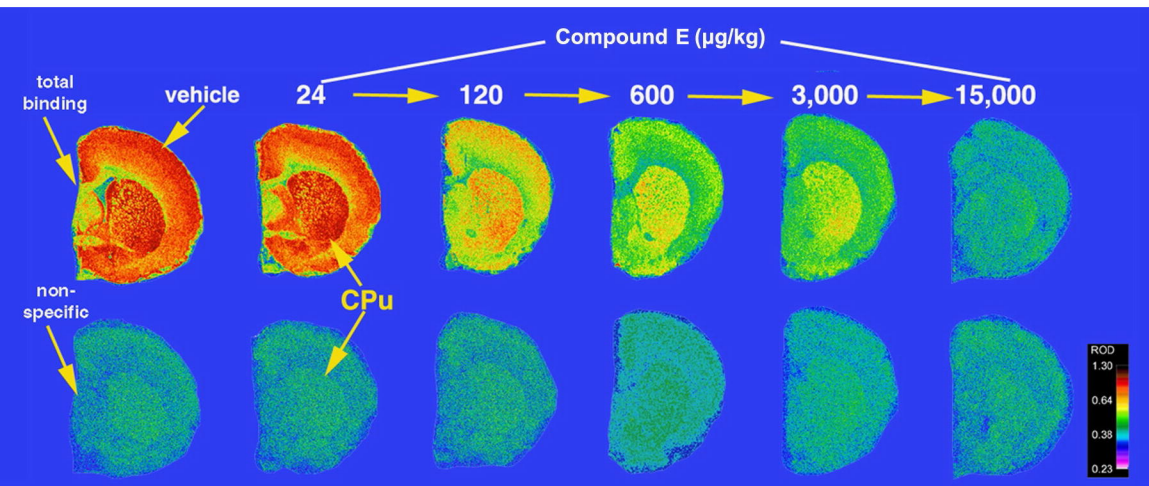 Compound E (µg/kg)
total
binding
vehicle
24
120
600
3,000
15,000
non-
specific
CPu
ROD
1.30
0.64
0.38
0.23